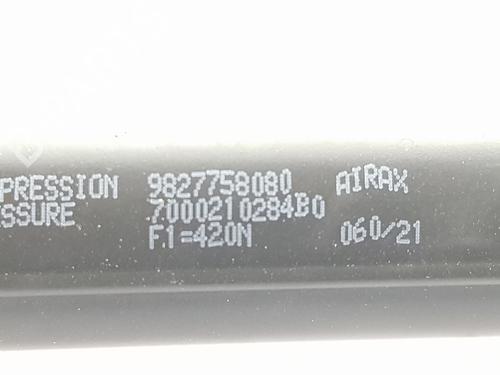 PRESSION 9827758080 AIRAX
SSURE 7000210284B0
F1=420N 060/21